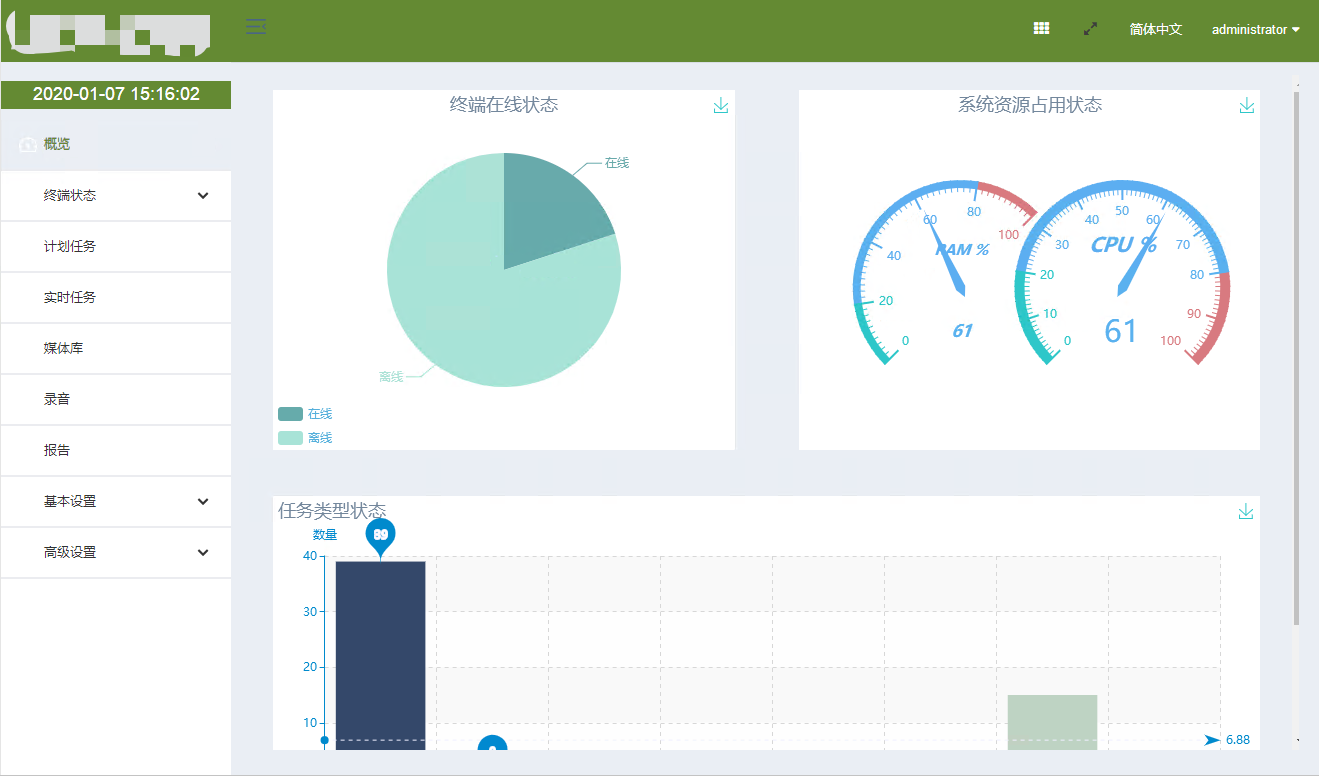 简体中文
administrator
2020-01-07 15:16:02
概览
终端状态
计划任务
实时任务
媒体库
录音
报告
基本设置
高级设置
终端在线状态
在线
离线
在线
离线
系统资源占用状态
0
20
40
60
80
100
RAM %
61
0
10
20
30
40
50
60
70
80
90
100
CPU %
61
任务类型状态
数量
40
30
20
10
6.88